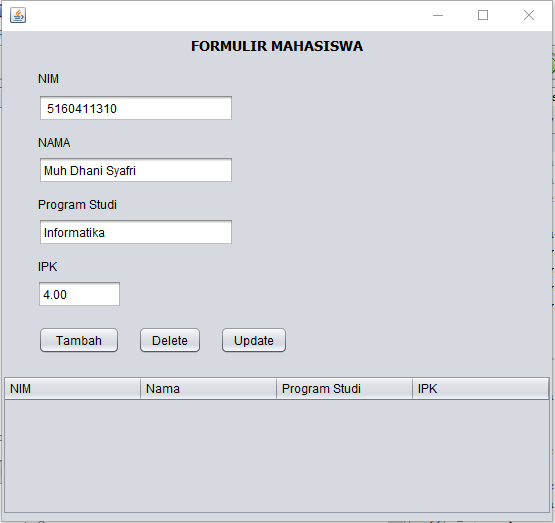 FORMULIR MAHASISWA
NIM
5160411310
NAMA
Muh Dhani Syafri
Program Studi
Informatika
IPK
4.00
Tambah Delete Update
NIM Nama Program Studi IPK